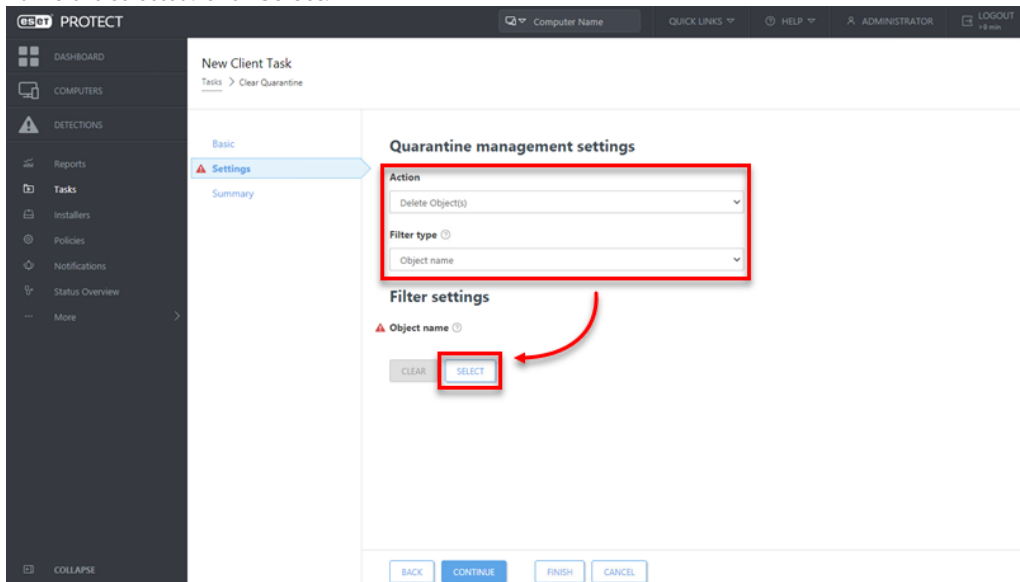 eset PROTECT
Computer Name
QUICK LINKS
HELP
ADMINISTRATOR
LOGOUT
>9 min
DASHBOARD
COMPUTERS
DETECTIONS
Reports
Tasks
Installers
Policies
Notifications
Status Overview
More
COLLAPSE
New Client Task
Tasks > Clear Quarantine
Basic
Settings
Summary
Quarantine management settings
Action
Delete Object(s)
Filter type
Object name
Filter settings
Object name
CLEAR
SELECT
BACK
CONTINUE
FINISH
CANCEL